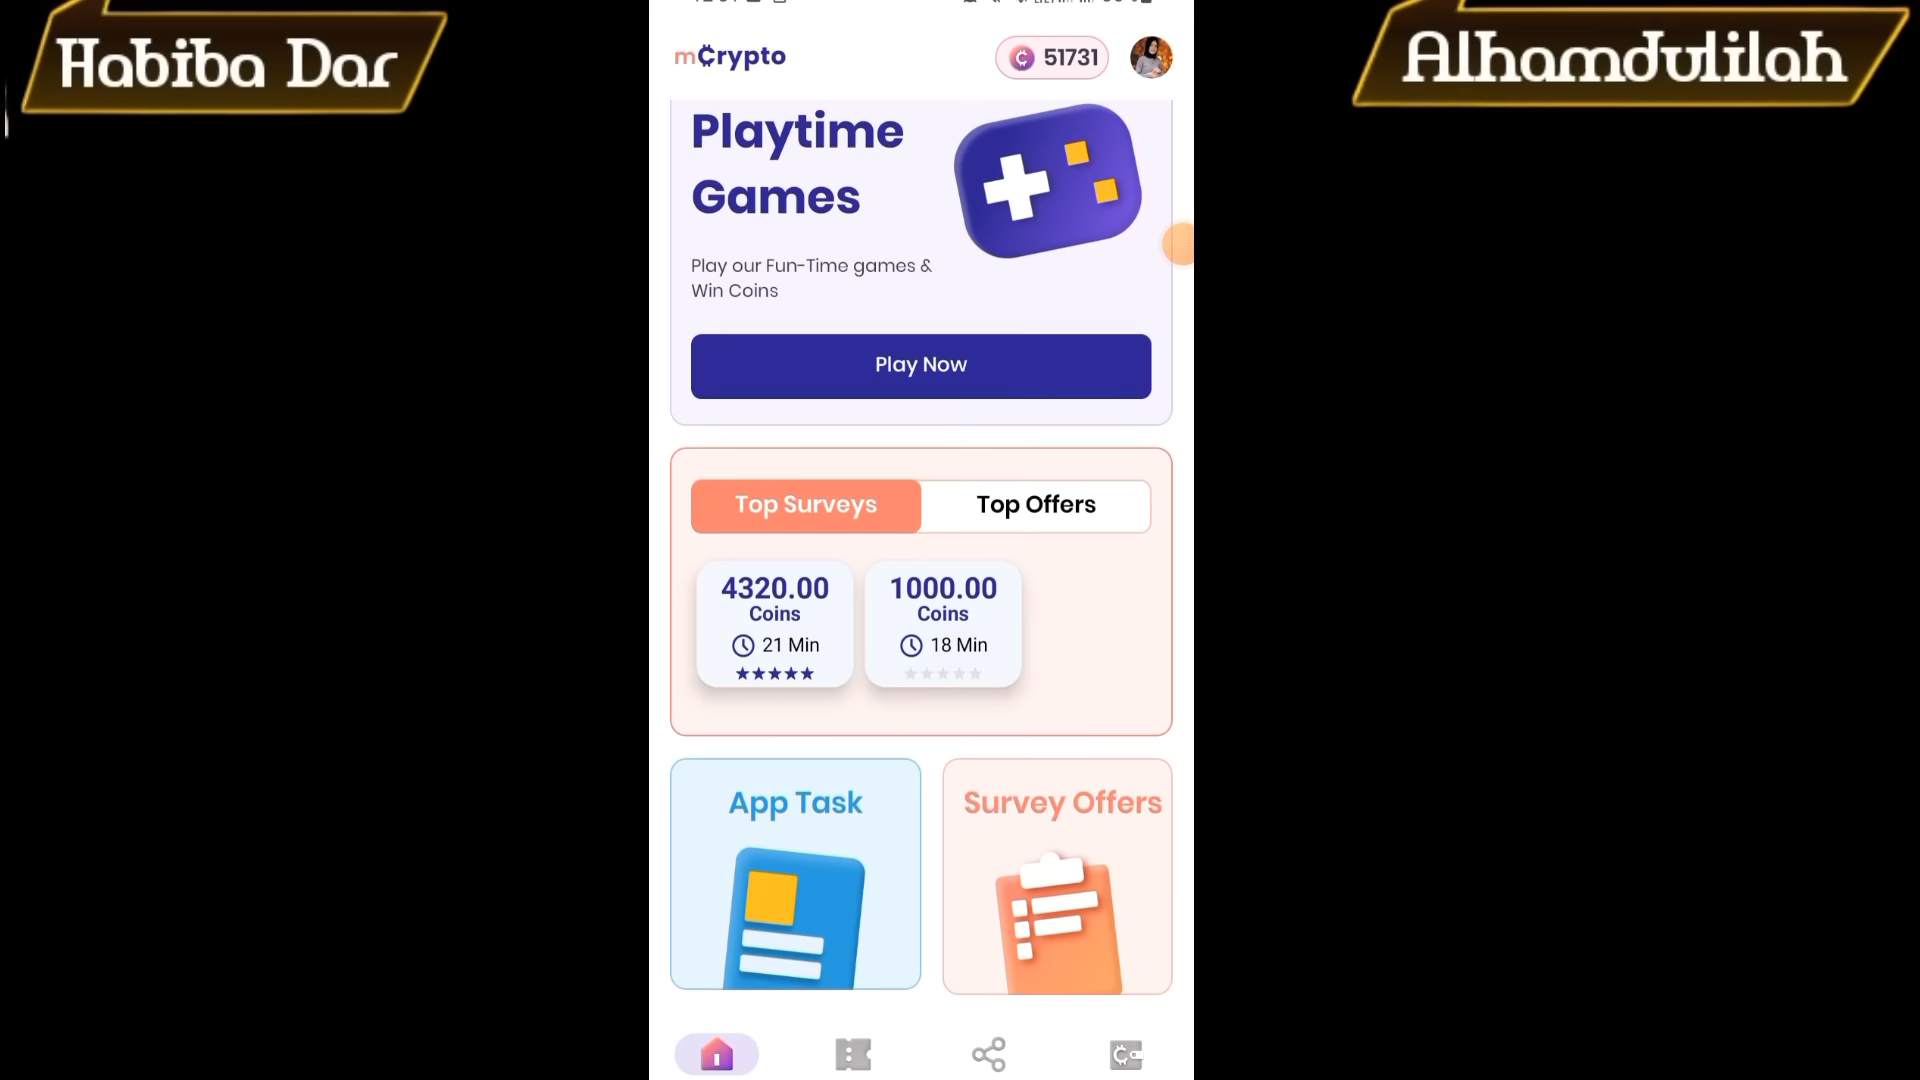 Habiba Dar
Alhamdulilah
mCrypto
51731
Playtime
Games
Play our Fun-Time games &
Win Coins
Play Now
Top Surveys
Top Offers
4320.00
Coins
21 Min
1000.00
Coins
18 Min
App Task
Survey Offers